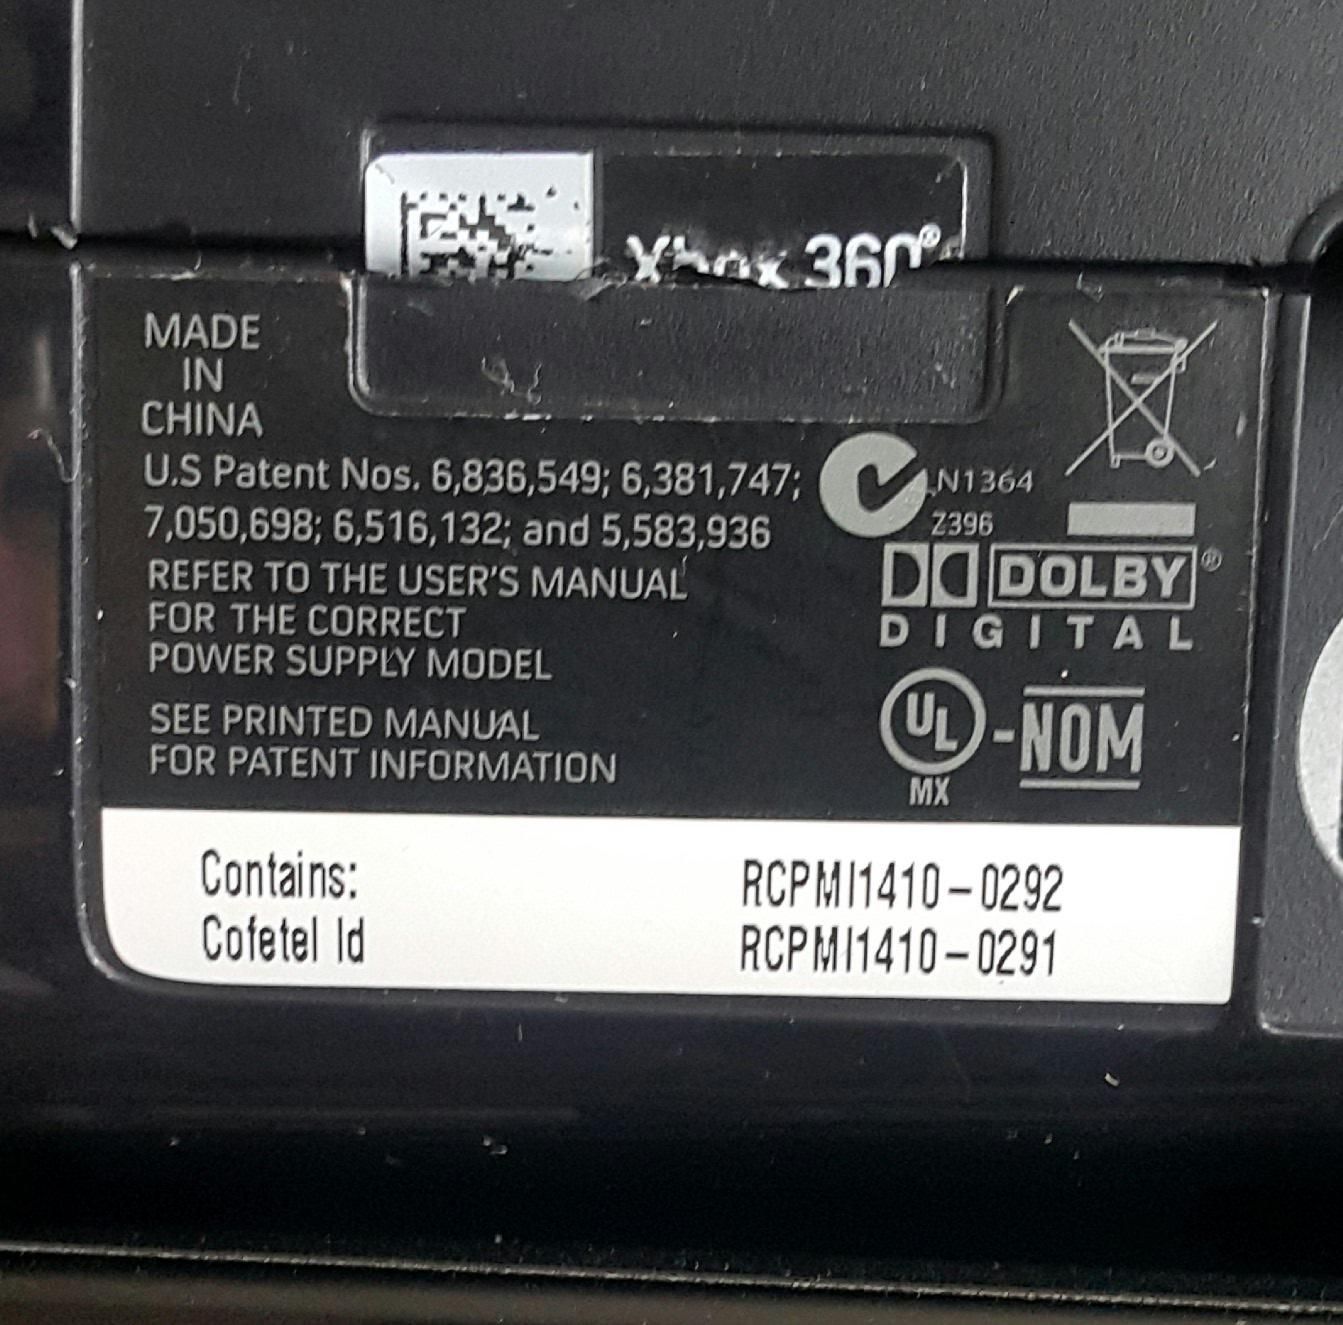 Xbox 360®
MADE
IN
CHINA
U.S Patent Nos. 6,836,549; 6,381,747;
7,050,698; 6,516,132; and 5,583,936
REFER TO THE USER'S MANUAL
FOR THE CORRECT
POWER SUPPLY MODEL
SEE PRINTED MANUAL
FOR PATENT INFORMATION
N1364
Z396
DOLBY®
DIGITAL
UL-NOM
MX
Contains: RCPMI1410-0292
Cofetel Id RCPMI1410-0291